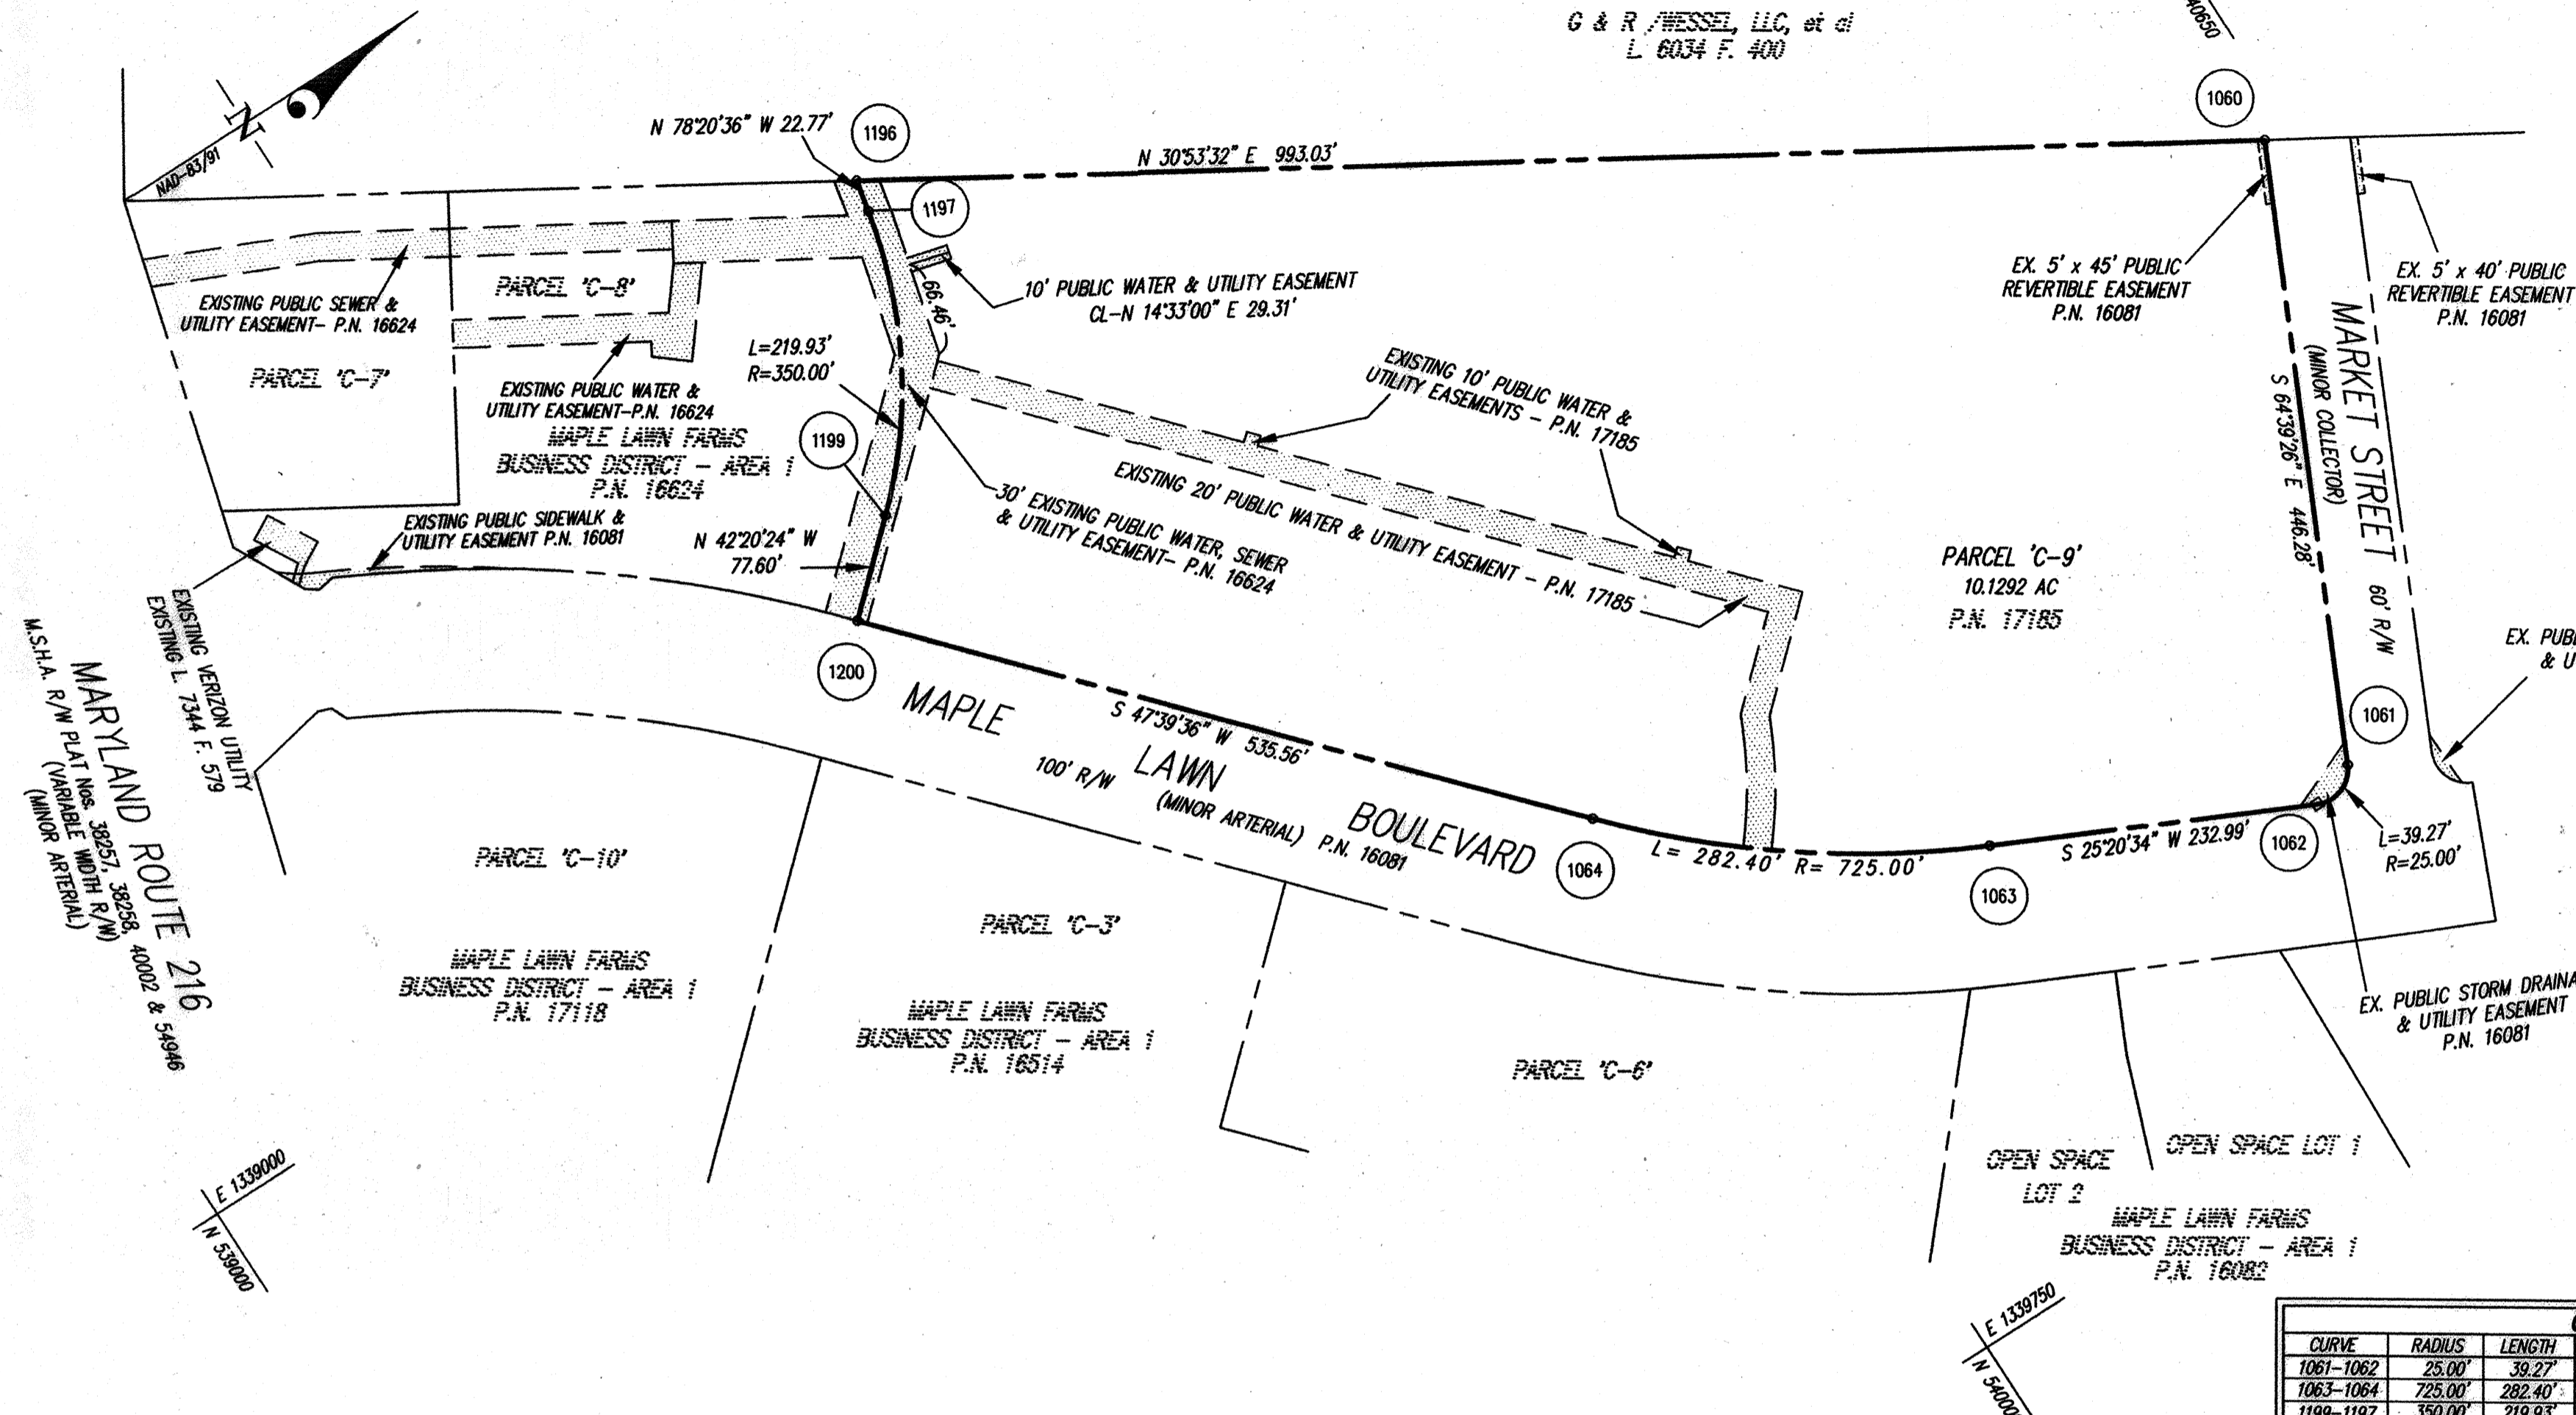 G & R /WESSEL, LLC, et al
L. 6034 F. 400
40650
1060
N
NAD-83/91
N 78°20'36" W 22.77'
1196
N 30°53'32" E 993.03'
1197
10' PUBLIC WATER & UTILITY EASEMENT
CL-N 14°33'00" E 29.31'
66.46'
EXISTING PUBLIC SEWER &
UTILITY EASEMENT- P.N. 16624
PARCEL 'C-8'
PARCEL 'C-7'
EXISTING PUBLIC WATER &
UTILITY EASEMENT-P.N. 16624
L=219.93'
R=350.00'
1199
MAPLE LAWN FARMS
BUSINESS DISTRICT - AREA 1
P.N. 16624
EXISTING PUBLIC SIDEWALK &
UTILITY EASEMENT P.N. 16081
N 42°20'24" W
77.60'
EXISTING 10' PUBLIC WATER &
UTILITY EASEMENTS - P.N. 17185
EXISTING 20' PUBLIC WATER & UTILITY EASEMENT - P.N. 17185
30' EXISTING PUBLIC WATER, SEWER
& UTILITY EASEMENT- P.N. 16624
EX. 5' x 45' PUBLIC
REVERTIBLE EASEMENT
P.N. 16081
EX. 5' x 40' PUBLIC
REVERTIBLE EASEMENT
P.N. 16081
MARKET STREET 60' R/W
(MINOR COLLECTOR)
S 64°39'26" E 446.28'
PARCEL 'C-9'
10.1292 AC
P.N. 17185
EX. PUB
& U
1061
EXISTING VERIZON UTILITY
EXISTING L. 7344 F. 579
MARYLAND ROUTE 216
M.S.H.A. R/W PLAT Nos. 38257, 38258, 40002 & 54946
(VARIABLE WIDTH R/W)
(MINOR ARTERIAL)
1200
S 47°39'36" W 535.56'
MAPLE LAWN BOULEVARD
100' R/W
(MINOR ARTERIAL) P.N. 16081
1064
L= 282.40' R= 725.00'
1063
S 25°20'34" W 232.99'
1062
L=39.27'
R=25.00'
EX. PUBLIC STORM DRAINA
& UTILITY EASEMENT
P.N. 16081
PARCEL 'C-10'
MAPLE LAWN FARMS
BUSINESS DISTRICT - AREA 1
P.N. 17118
PARCEL 'C-3'
MAPLE LAWN FARMS
BUSINESS DISTRICT - AREA 1
P.N. 16514
PARCEL 'C-6'
OPEN SPACE
LOT 2
OPEN SPACE LOT 1
MAPLE LAWN FARMS
BUSINESS DISTRICT - AREA 1
P.N. 16082
E 1339000
N 539000
E 1339750
N 54000
CURVE RADIUS LENGTH
1061-1062 25.00' 39.27'
1063-1064 725.00' 282.40'
1199-1197 350.00' 219.93'